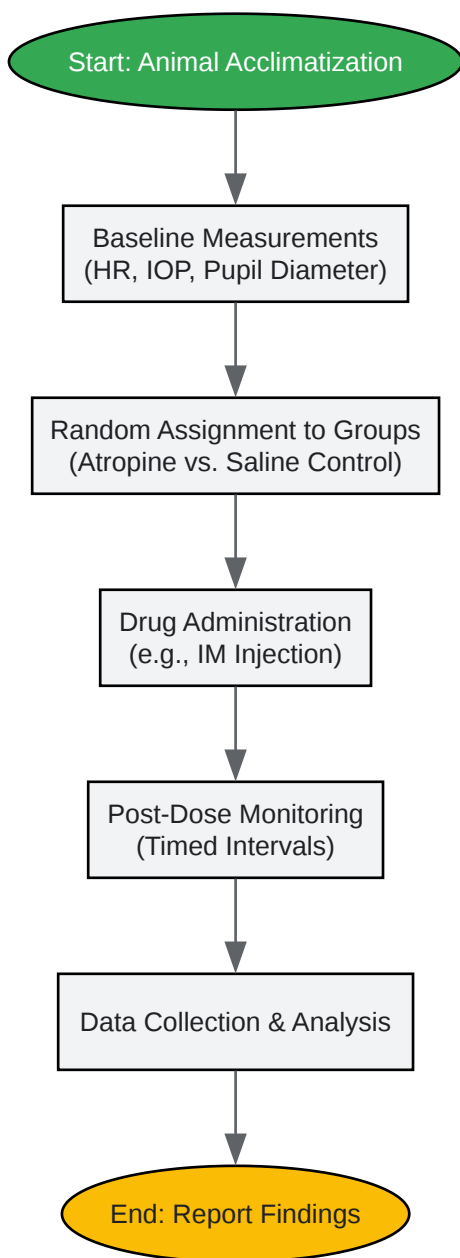 Start: Animal Acclimatization
Baseline Measurements
(HR, IOP, Pupil Diameter)
Random Assignment to Groups
(Atropine vs. Saline Control)
Drug Administration
(e.g., IM Injection)
Post-Dose Monitoring
(Timed Intervals)
Data Collection & Analysis
End: Report Findings